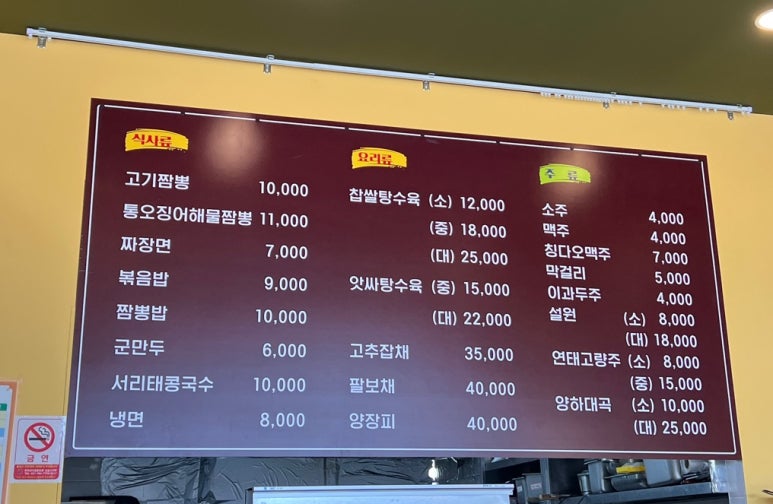 식사류
고기짬뽕 10,000
통오징어해물짬뽕 11,000
짜장면 7,000
볶음밥 9,000
짬뽕밥 10,000
군만두 6,000
서리태콩국수 10,000
냉면 8,000
요리류
찹쌀탕수육 (소) 12,000
(중) 18,000
(대) 25,000
앗싸탕수육 (중) 15,000
(대) 22,000
고추잡채 35,000
팔보채 40,000
양장피 40,000
주 류
소주 4,000
맥주 4,000
칭다오맥주 7,000
막걸리 5,000
이과두주 4,000
설원 (소) 8,000
(대) 18,000
연태고량주 (소) 8,000
(중) 15,000
양하대곡 (소) 10,000
(대) 25,000
금 연